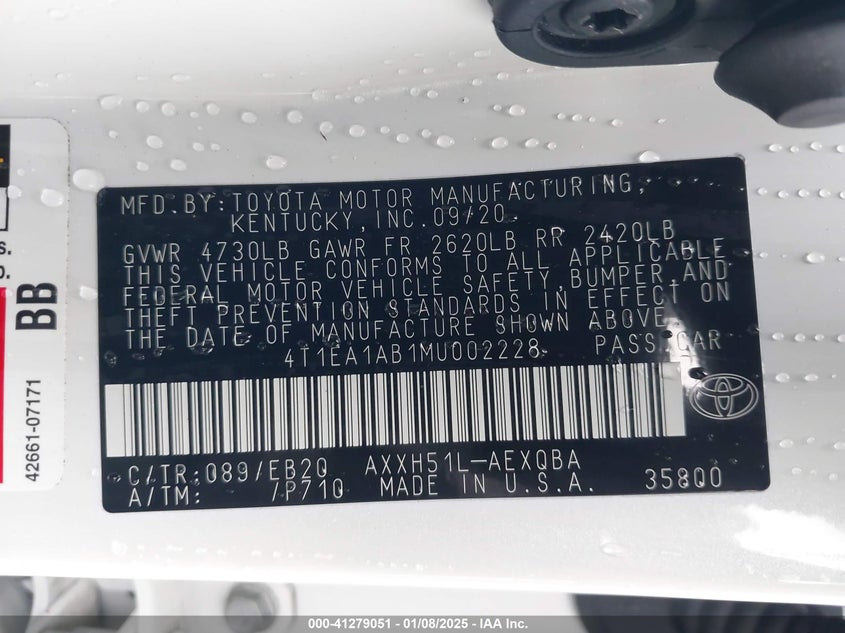 MFD.BY:TOYOTA MOTOR MANUFACTURING,
KENTUCKY,INC.09/20
GVWR 4730LB GAWR FR 2620LB RR 2420LB
THIS VEHICLE CONFORMS TO ALL APPLICABLE
FEDERAL MOTOR VEHICLE SAFETY,BUMPER,AND
THEFT PREVENTION STANDARDS IN EFFECT ON
THE DATE OF MANUFACTURE SHOWN ABOVE.
4T1EA1AB1MU002228 PASS.CAR
C/TR:089/EB20 AXXH51L-AEXQBA
A/TM: /P710 MADE IN U.S.A. 35800
S.
BB
42661-07171
000-41279051 | 01/08/2025 | IAA Inc.